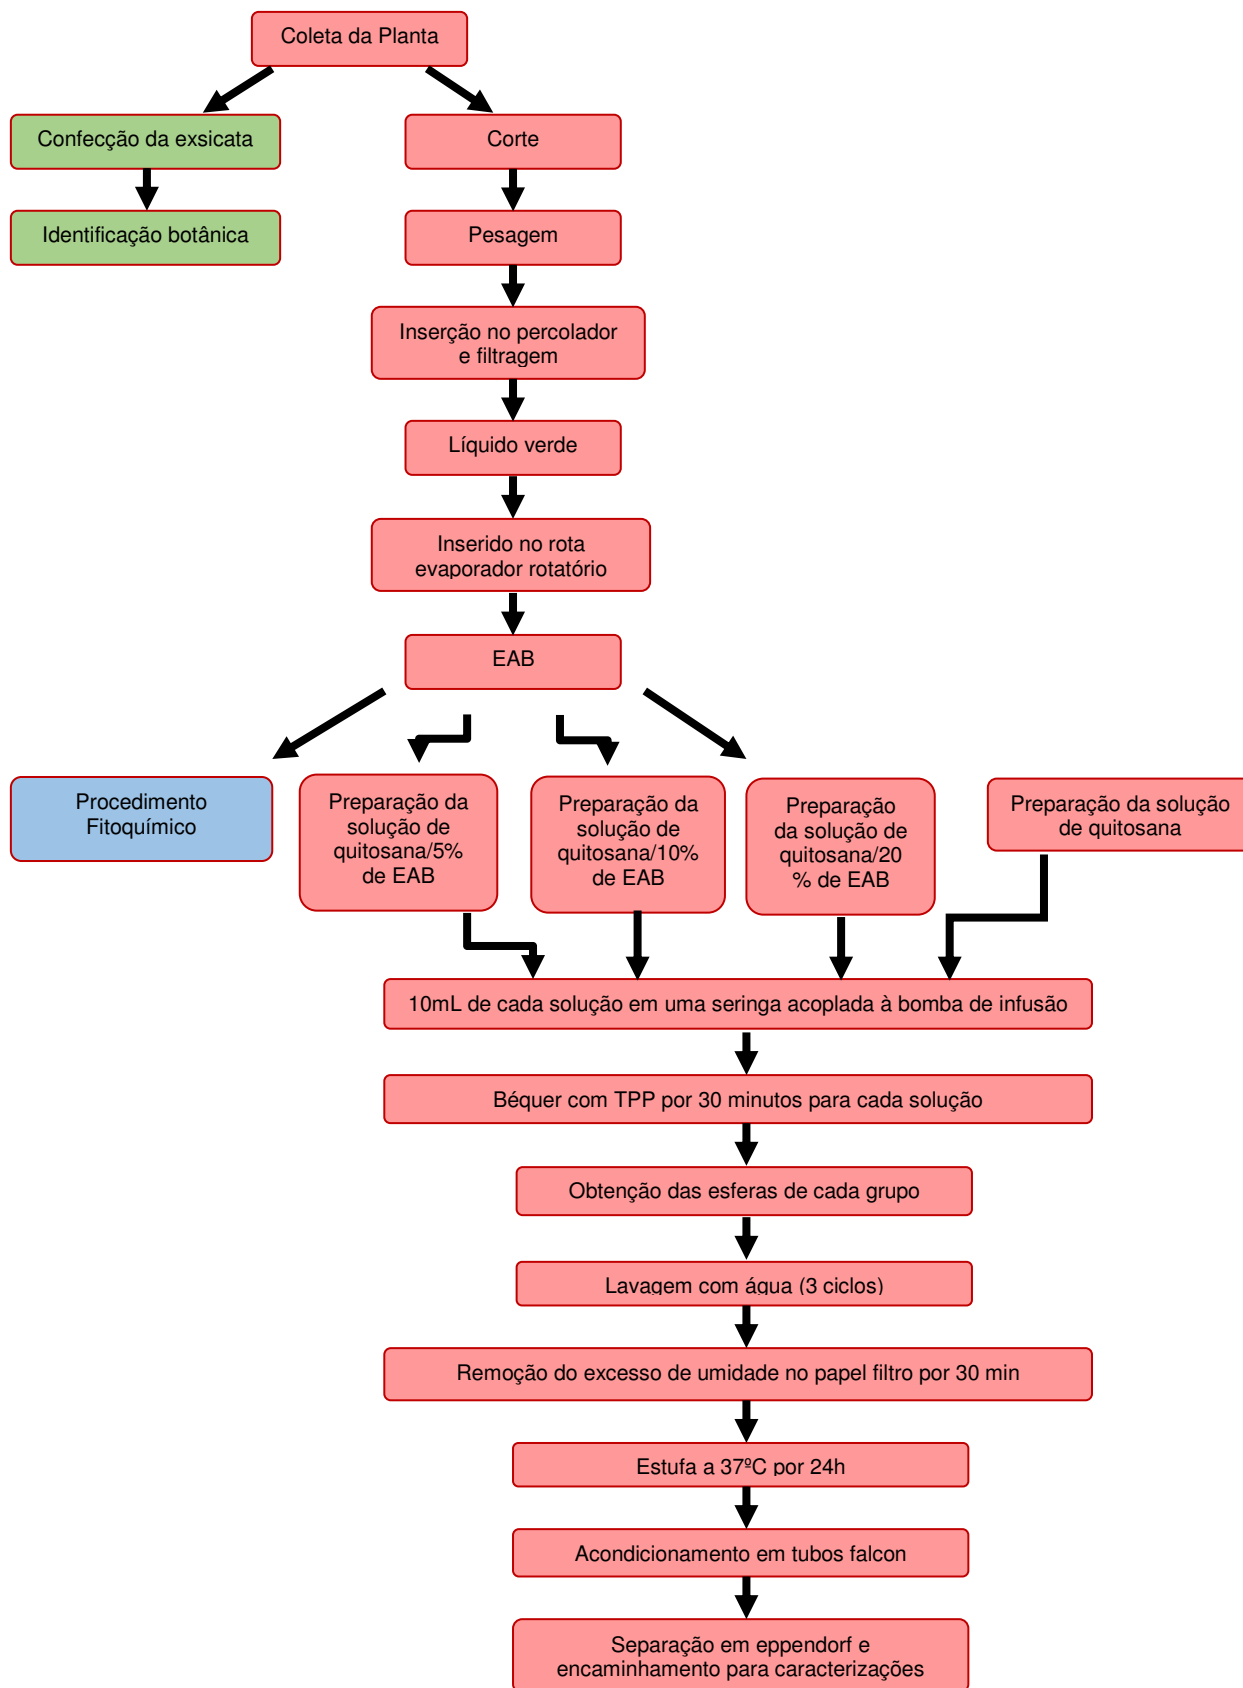 Coleta da Planta
Confecção da exsicata
Corte
Identificação botânica
Pesagem
Inserção no percolador
e filtragem
Líquido verde
Inserido no rota
evaporador rotatório
EAB
Procedimento
Fitoquímico
Preparação da
solução de
quitosana/5%
de EAB
Preparação da
solução de
quitosana/10%
de EAB
Preparação
da solução de
quitosana/20
% de EAB
Preparação da solução
de quitosana
10mL de cada solução em uma seringa acoplada à bomba de infusão
Béquer com TPP por 30 minutos para cada solução
Obtenção das esferas de cada grupo
Lavagem com água (3 ciclos)
Remoção do excesso de umidade no papel filtro por 30 min
Estufa a 37ºC por 24h
Acondicionamento em tubos falcon
Separação em eppendorf e
encaminhamento para caracterizações